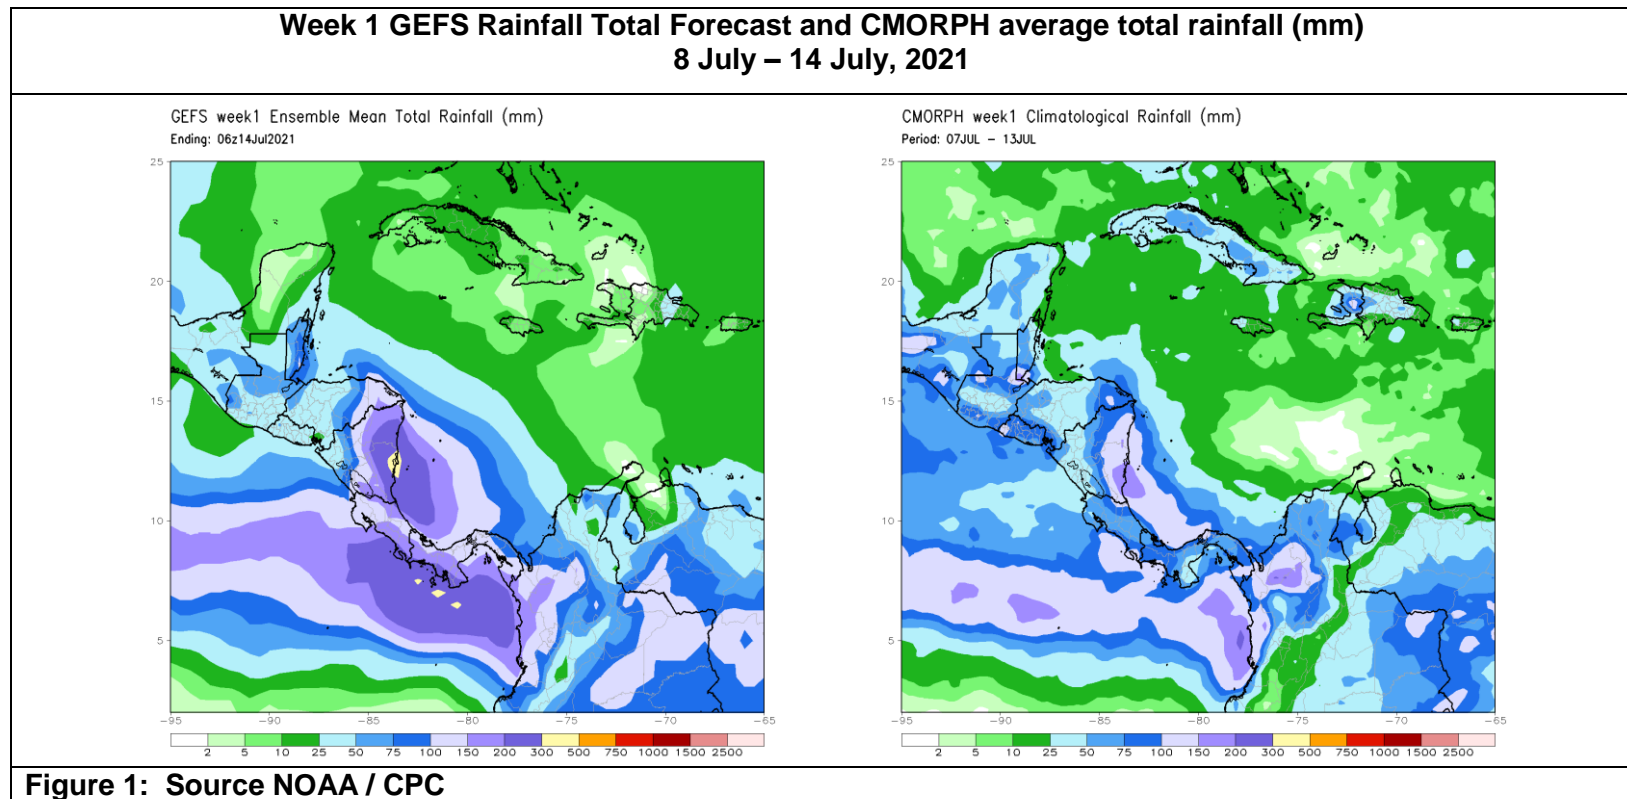 Week 1 GEFS Rainfall Total Forecast and CMORPH average total rainfall (mm)
8 July – 14 July, 2021
GEFS week1 Ensemble Mean Total Rainfall (mm)
Ending: 06z14Jul2021
25
20
15
10
5
-95 -90 -85 -80 -75 -70 -65
2 5 10 25 50 75 100 150 200 300 500 750 1000 1500 2500
CMORPH week1 Climatological Rainfall (mm)
Period: 07JUL – 13JUL
25
20
15
10
5
-95 -90 -85 -80 -75 -70 -65
2 5 10 25 50 75 100 150 200 300 500 750 1000 1500 2500
Figure 1: Source NOAA / CPC